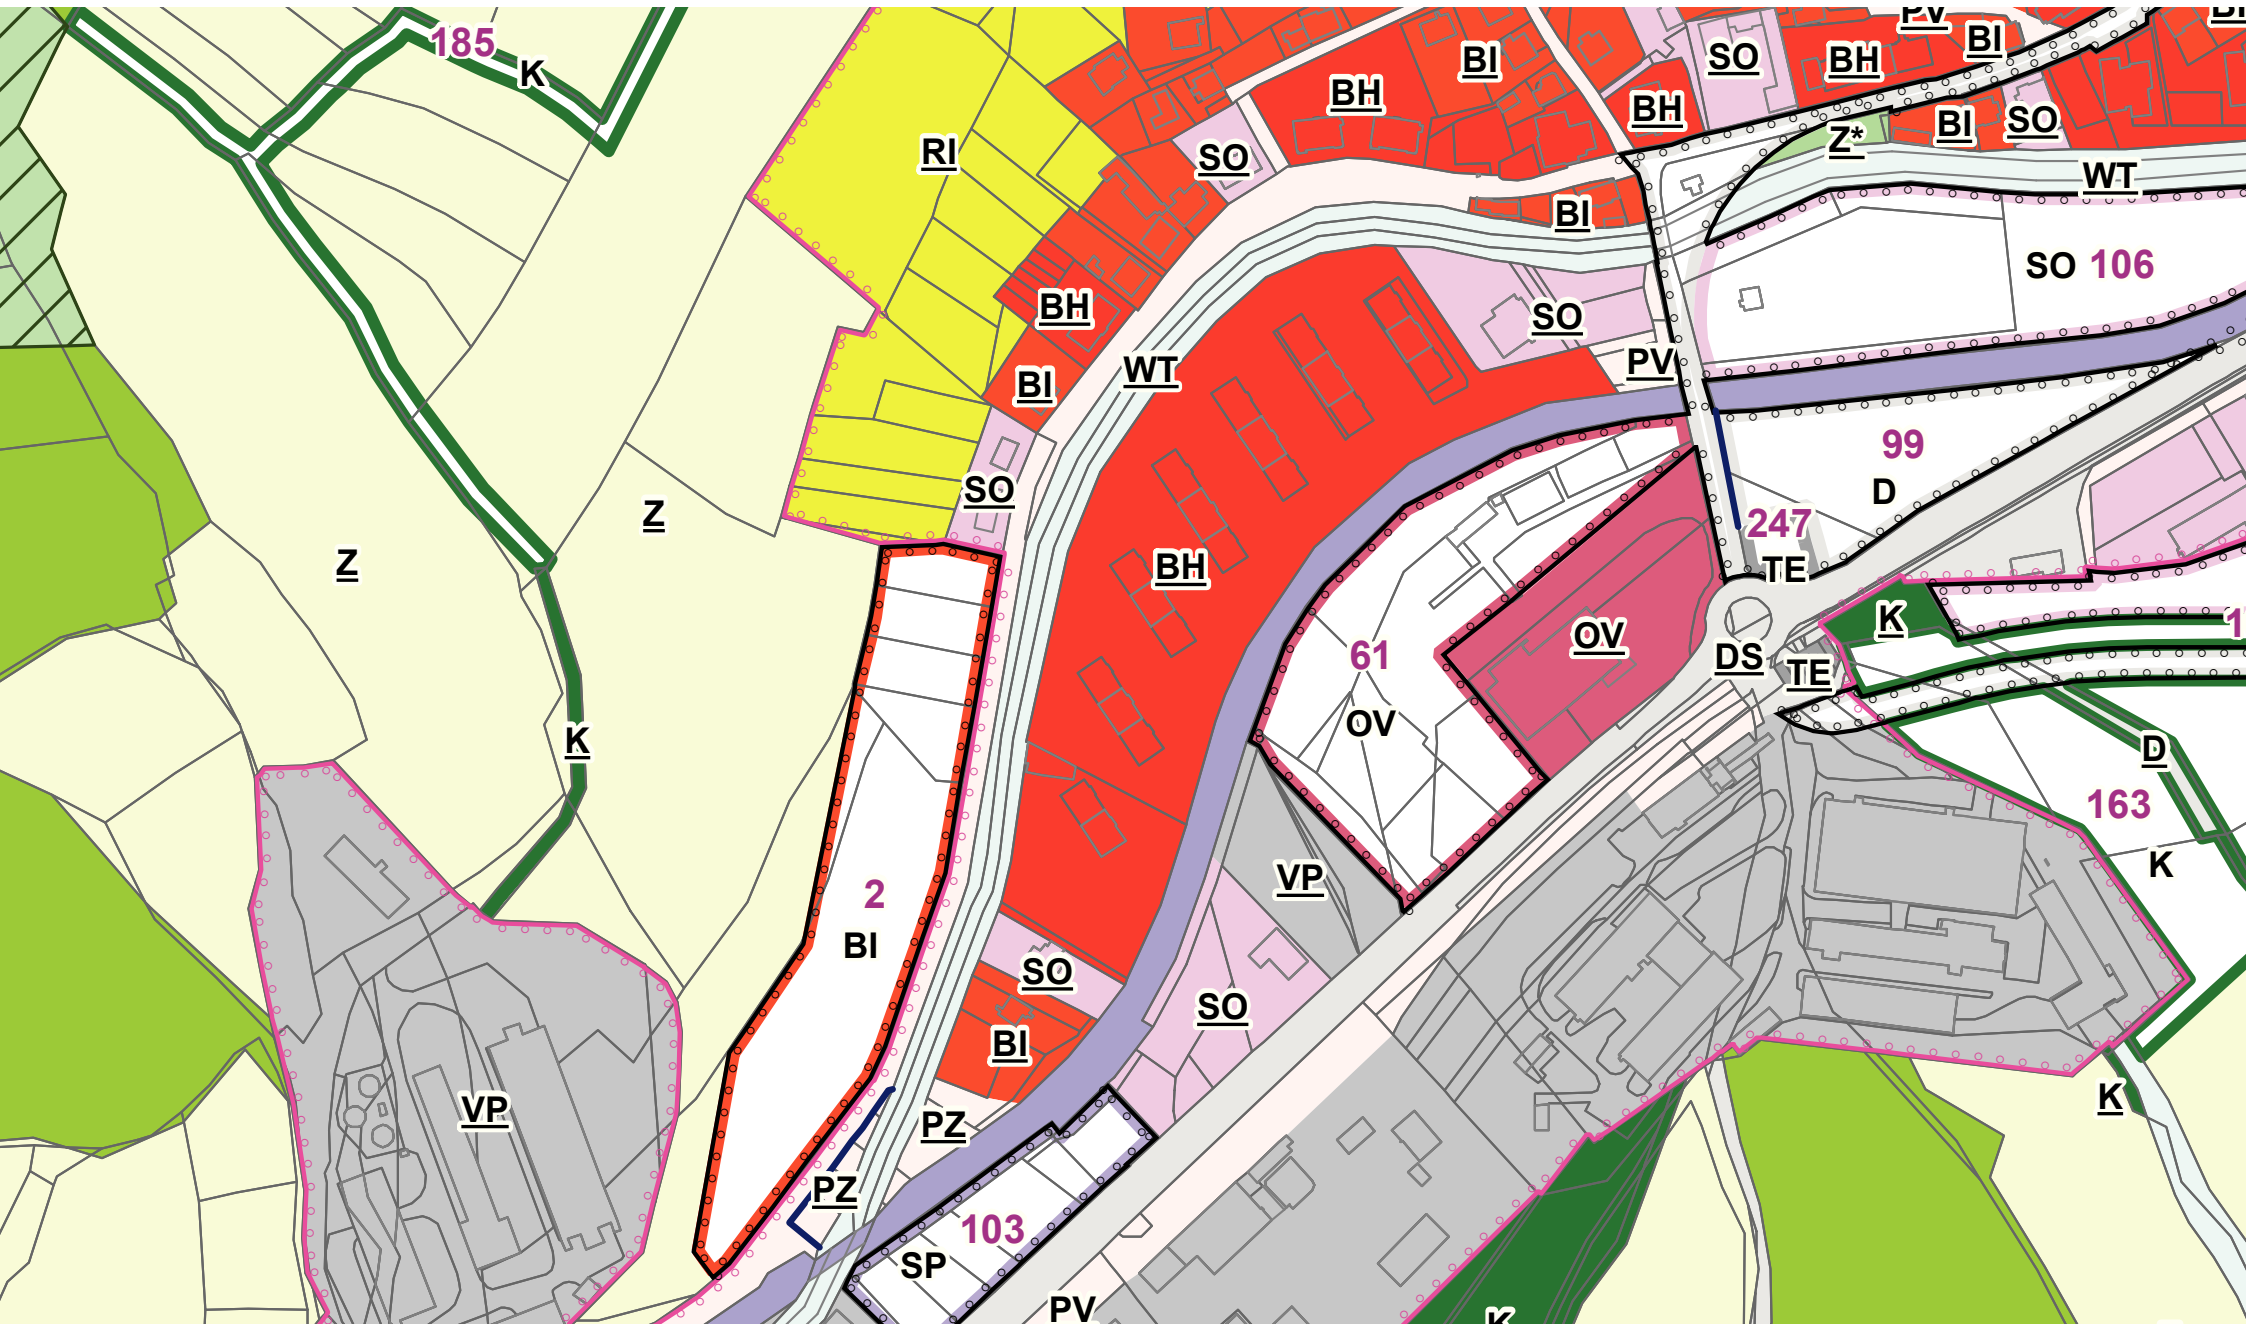 PV
BI
185
K
SO
BI
BH
BI
BH
BH
SO
BI
SO
Z*
RI
SO
WT
BI
SO 106
BH
SO
WT
PV
BI
99
D
SO
Z
247
TE
Z
BH
K
OV
61
DS
TE
OV
K
D
163
K
VP
2
BI
SO
SO
BI
K
VP
PZ
PZ
103
SP
PV
K